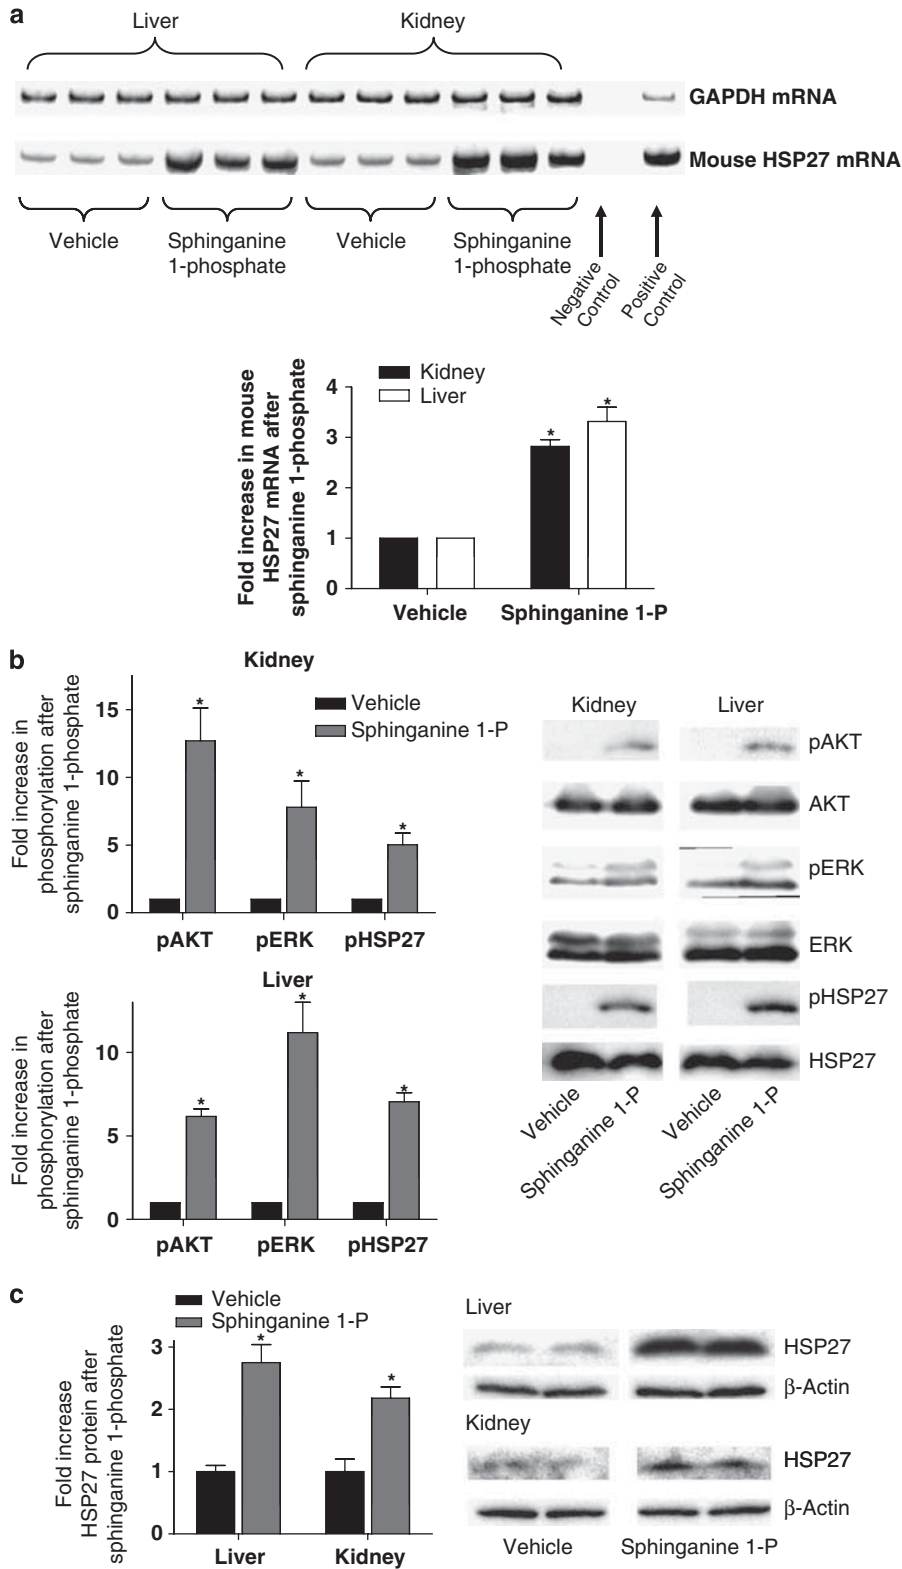 a
Liver
Kidney
GAPDH mRNA
Mouse HSP27 mRNA
Vehicle
Sphinganine
1-phosphate
Vehicle
Sphinganine
1-phosphate
Negative
Control
Positive
Control
Fold increase in mouse
HSP27 mRNA after
sphinganine 1-phosphate
4
3
2
1
0
Kidney
Liver
*
*
Vehicle
Sphinganine 1-P
b
Kidney
Fold increase in
phosphorylation after
sphinganine 1-phosphate
15
10
5
0
Vehicle
Sphinganine 1-P
*
*
*
pAKT
pERK
pHSP27
Liver
Fold increase in
phosphorylation after
sphinganine 1-phosphate
10
5
0
*
*
*
pAKT
pERK
pHSP27
Kidney
Liver
pAKT
AKT
pERK
ERK
pHSP27
HSP27
Vehicle
Sphinganine 1-P
Vehicle
Sphinganine 1-P
c
Vehicle
Sphinganine 1-P
Fold increase
HSP27 protein after
sphinganine 1-phosphate
3
2
1
0
*
*
Liver
Kidney
Liver
HSP27
β-Actin
Kidney
HSP27
β-Actin
Vehicle
Sphinganine 1-P